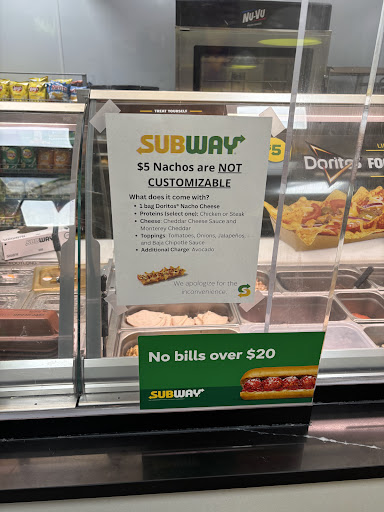 NU-VU
TREAT YOURSELF
SUBWAY
$5 Nachos are NOT
CUSTOMIZABLE
What does it come with?
• 1 bag Doritos® Nacho Cheese
• Proteins (select one): Chicken or Steak
• Cheese: Cheddar Cheese Sauce and
Monterey Cheddar
• Toppings: Tomatoes, Onions, Jalapeños,
and Baja Chipotle Sauce
• Additional Charge: Avocado
We apologize for the
inconvenience.
$5
Doritos FO
No bills over $20
SUBWAY